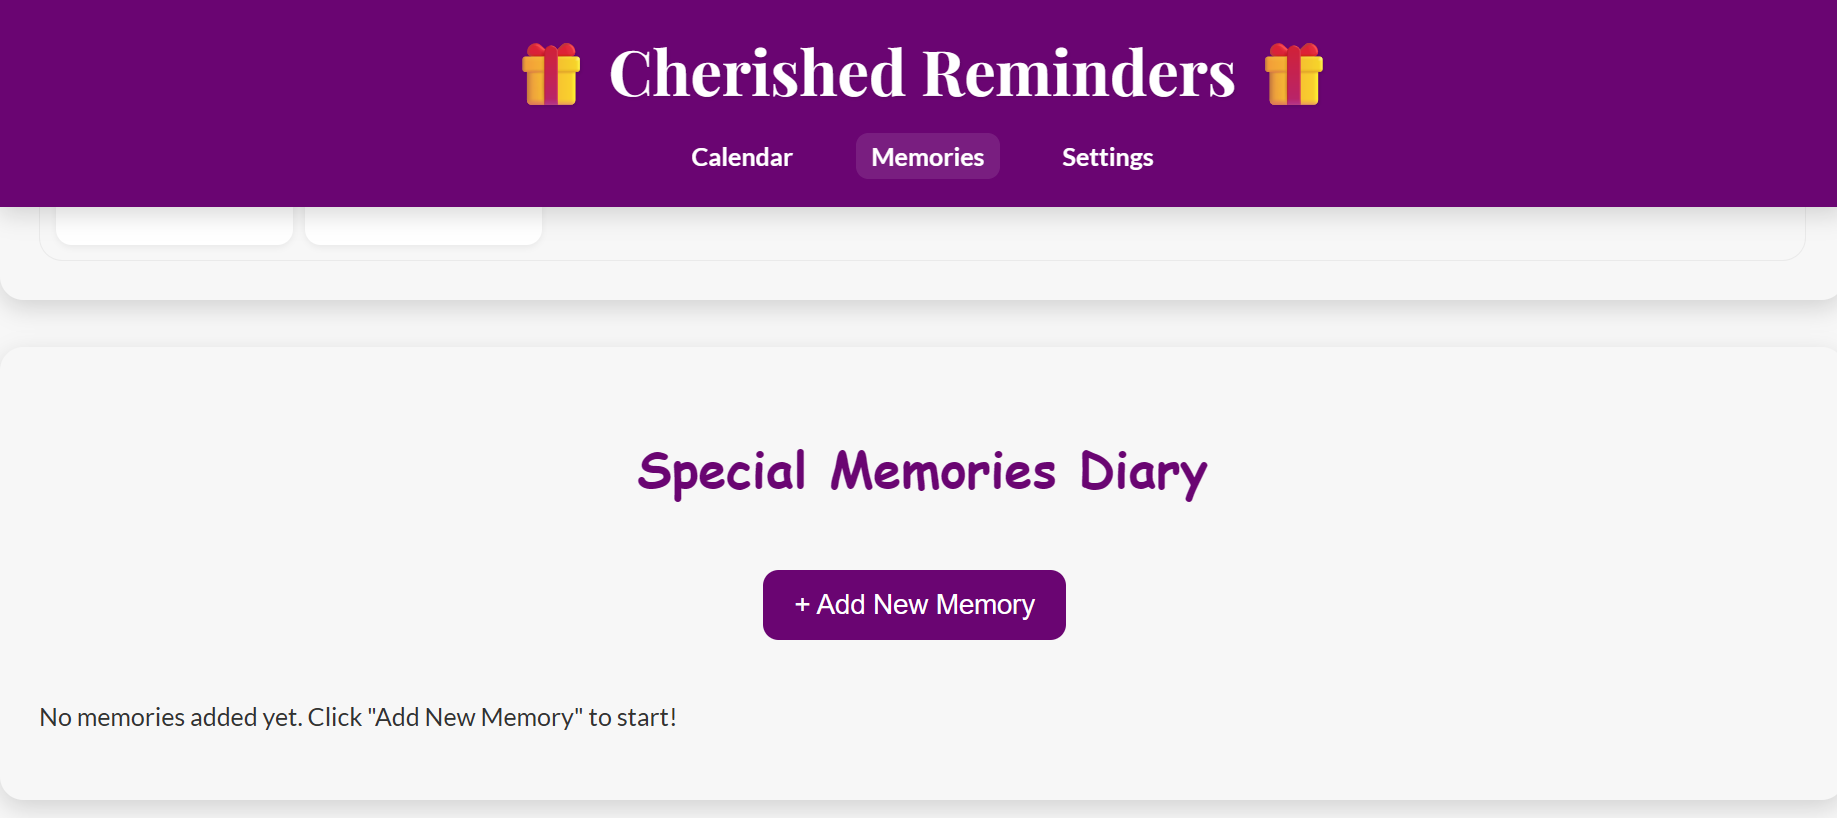 Cherished Reminders
Calendar Memories Settings
Special Memories Diary
+ Add New Memory
No memories added yet. Click "Add New Memory" to start!